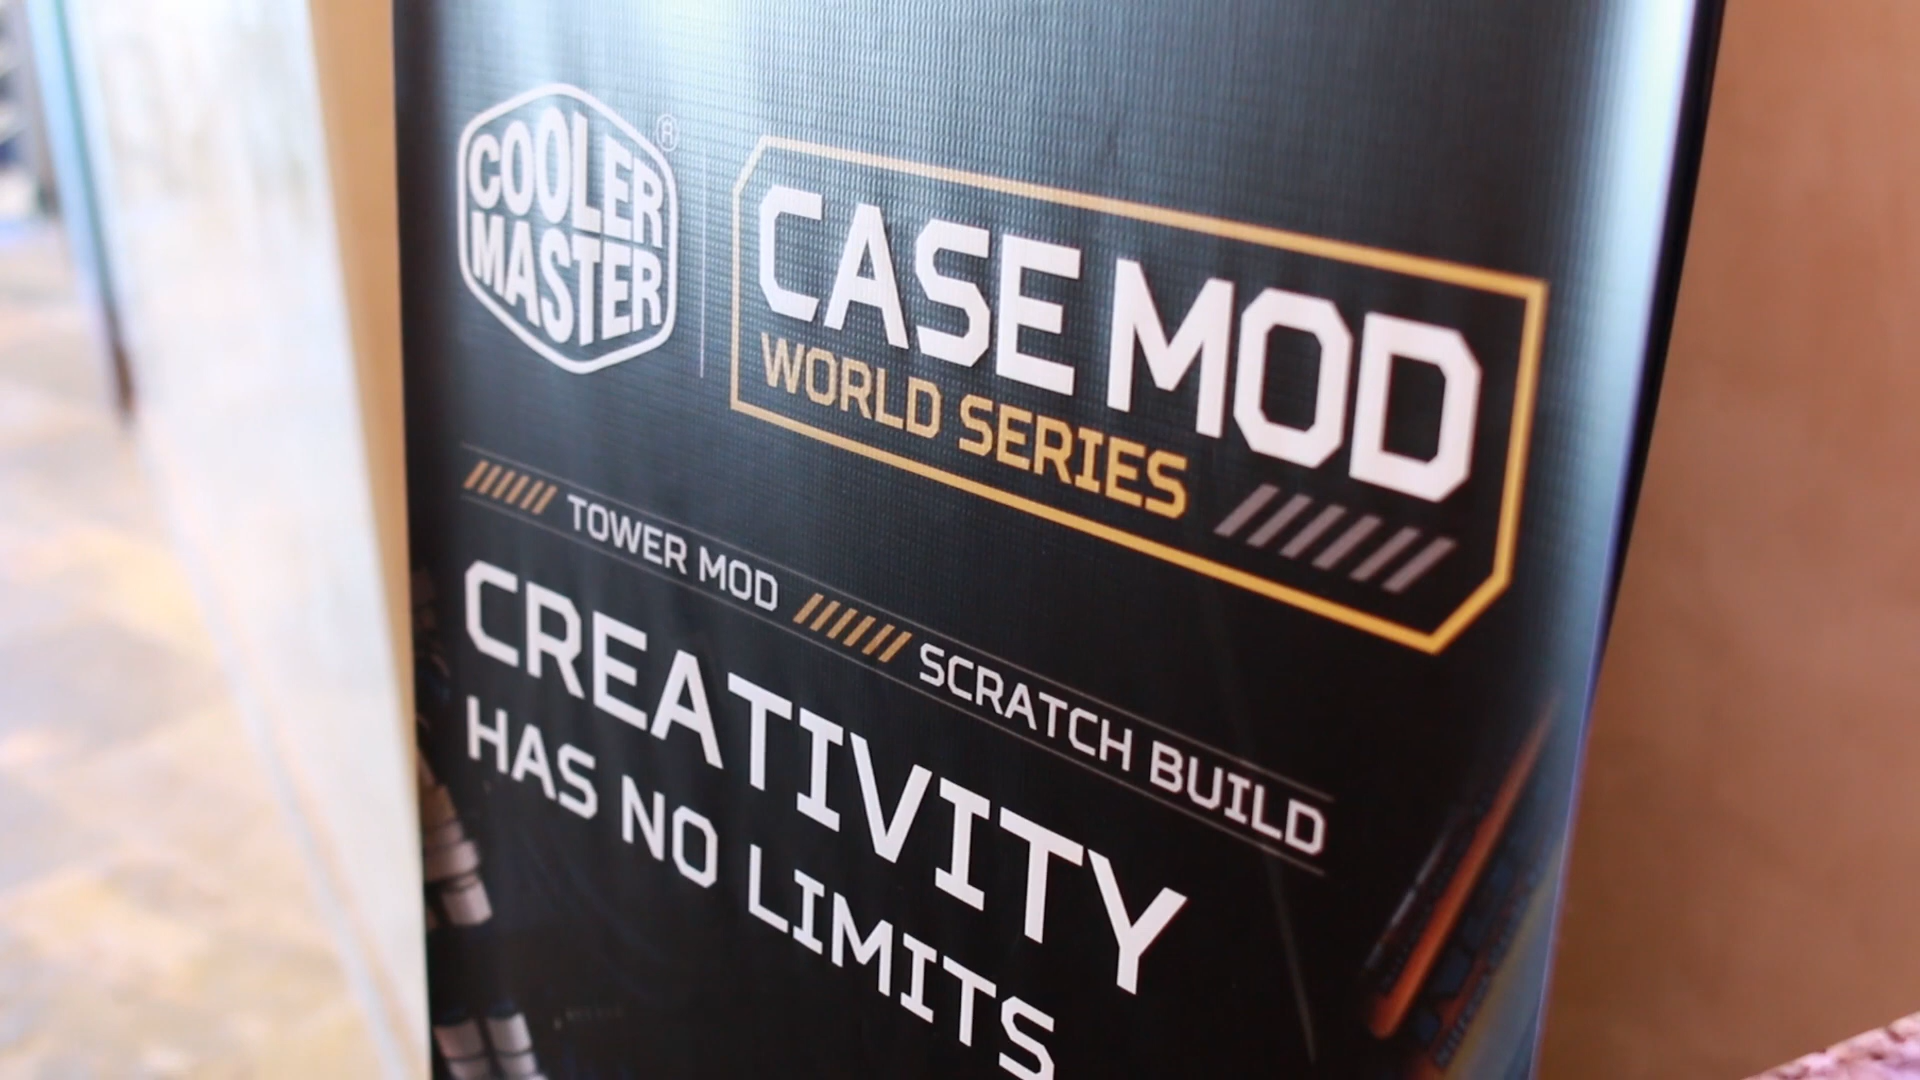 COOLER
MASTER
®
CASE MOD
WORLD SERIES
TOWER MOD
SCRATCH BUILD
CREATIVITY
HAS NO LIMITS